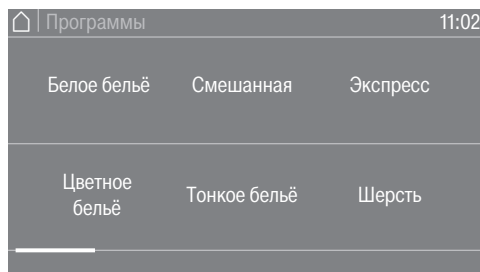 Программы 11:02
Белое бельё Смешанная Экспресс
Цветное
бельё Тонкое бельё Шерсть